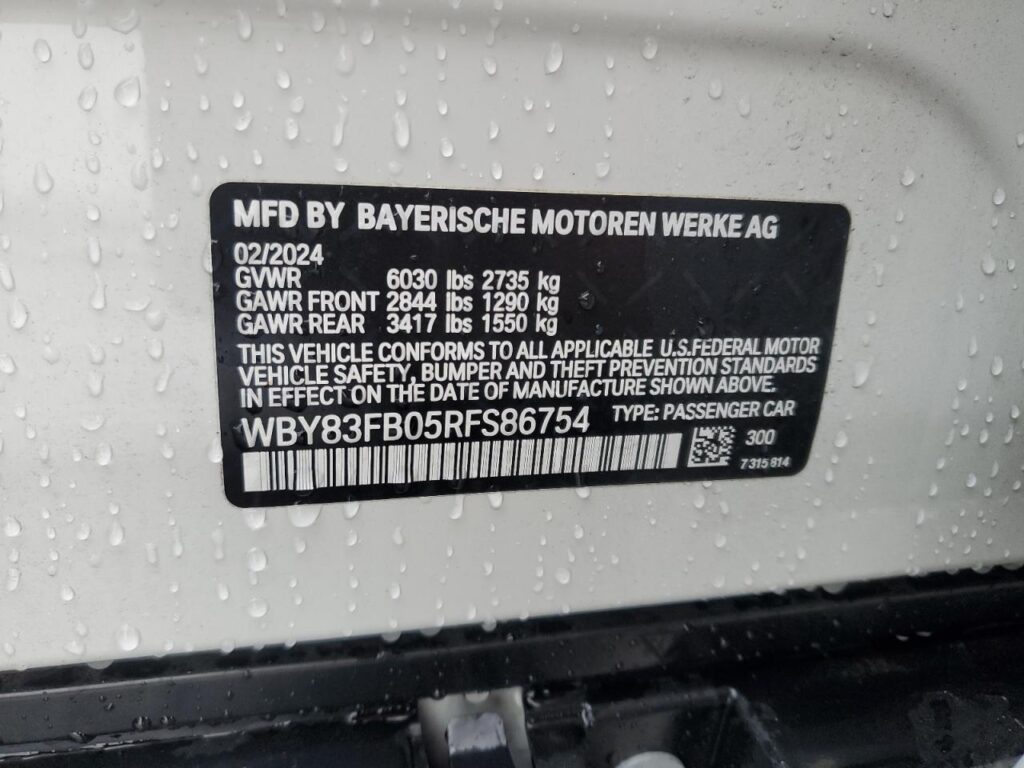 MFD BY BAYERISCHE MOTOREN WERKE AG
02/2024
GVWR 6030 lbs 2735 kg
GAWR FRONT 2844 lbs 1290 kg
GAWR REAR 3417 lbs 1550 kg
THIS VEHICLE CONFORMS TO ALL APPLICABLE U.S.FEDERAL MOTOR
VEHICLE SAFETY, BUMPER AND THEFT PREVENTION STANDARDS
IN EFFECT ON THE DATE OF MANUFACTURE SHOWN ABOVE.
WBY83FB05RFS86754 TYPE: PASSENGER CAR
300
7 315 814